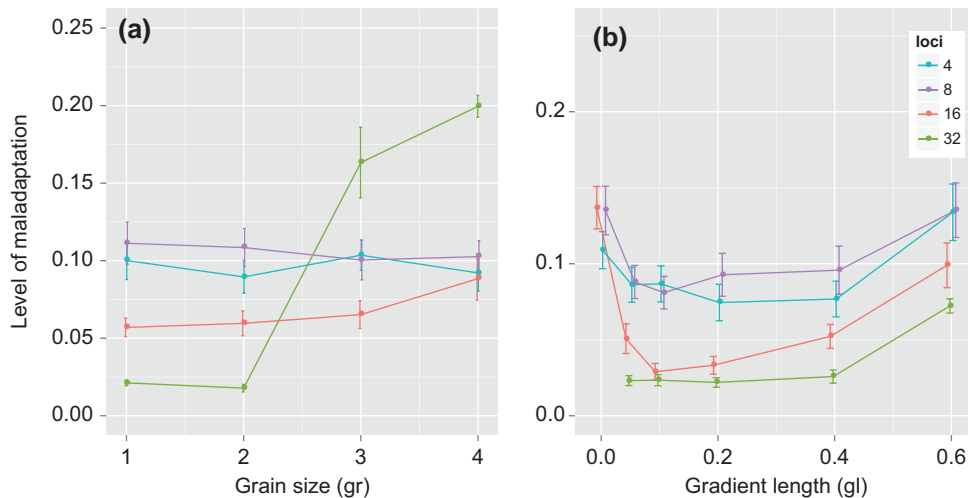 (a)
Level of maladaptation
0.25
0.20
0.15
0.10
0.05
0.00
1 2 3 4
Grain size (gr)
(b)
loci
4
8
16
32
0.2
0.1
0.0
0.0 0.2 0.4 0.6
Gradient length (gl)